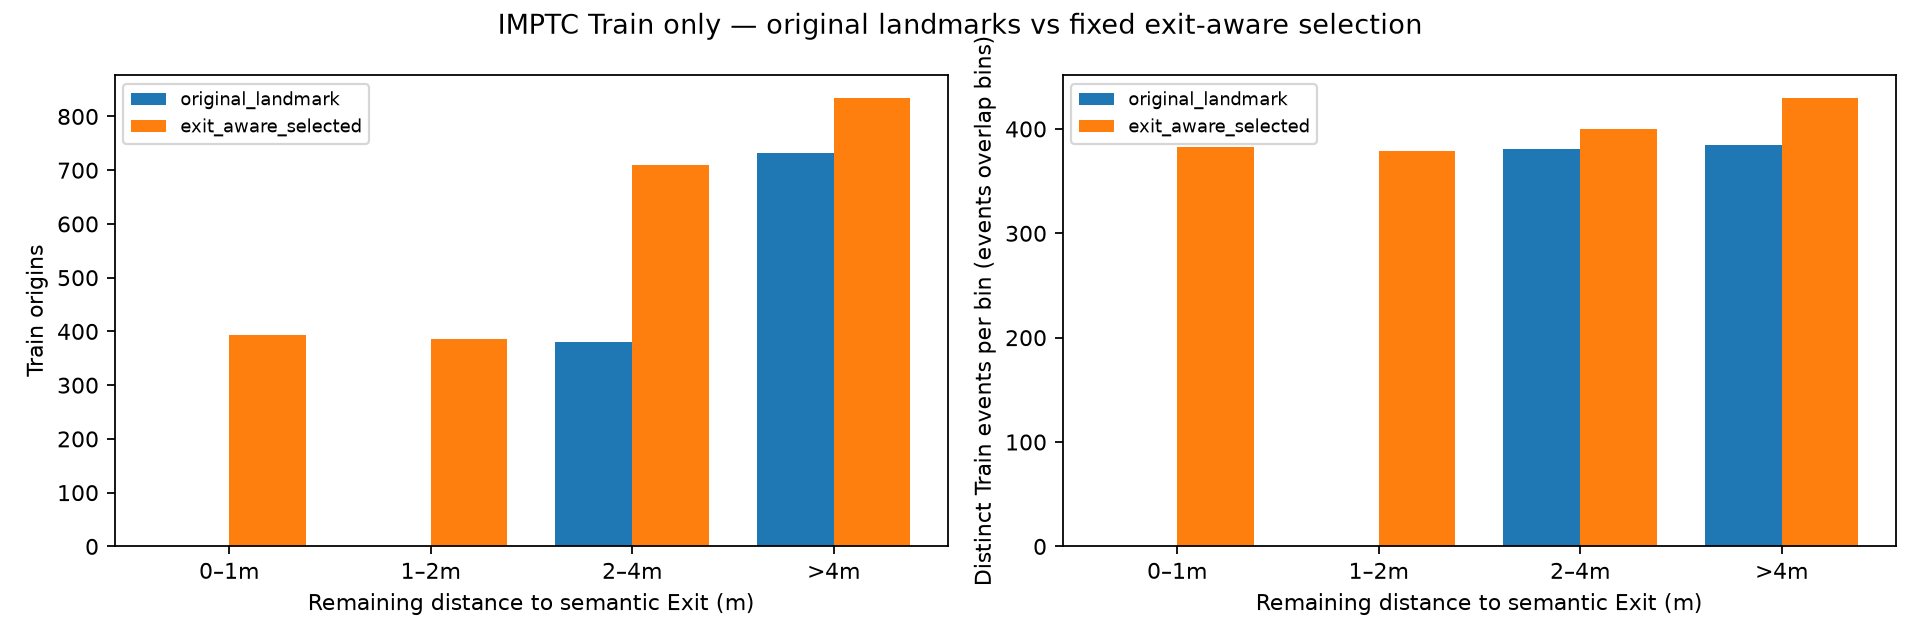 IMPTC Train only — original landmarks vs fixed exit-aware selection
original_landmark
exit_aware_selected
Train origins
800
700
600
500
400
300
200
100
0
0–1m
1–2m
2–4m
>4m
Remaining distance to semantic Exit (m)
original_landmark
exit_aware_selected
Distinct Train events per bin (events overlap bins)
400
300
200
100
0
0–1m
1–2m
2–4m
>4m
Remaining distance to semantic Exit (m)